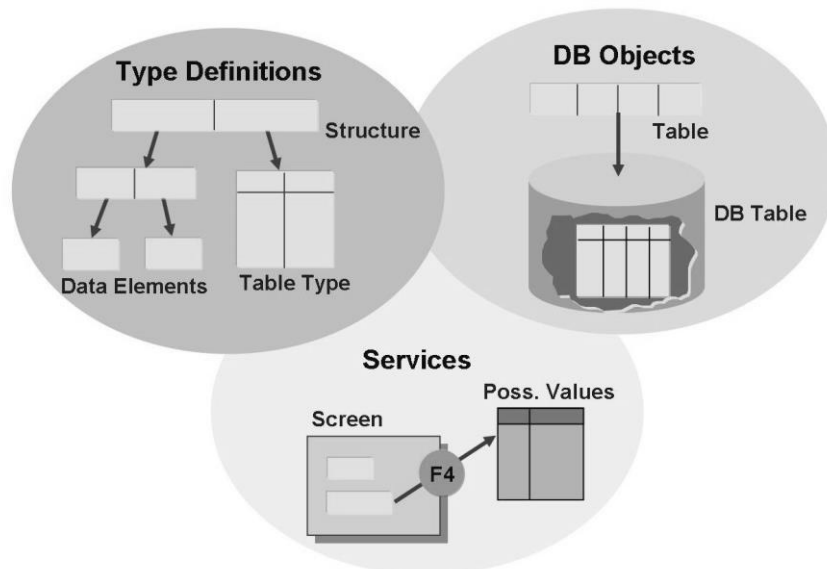 Type Definitions
Structure
Data Elements
Table Type
DB Objects
Table
DB Table
Services
Screen
Poss. Values
F4